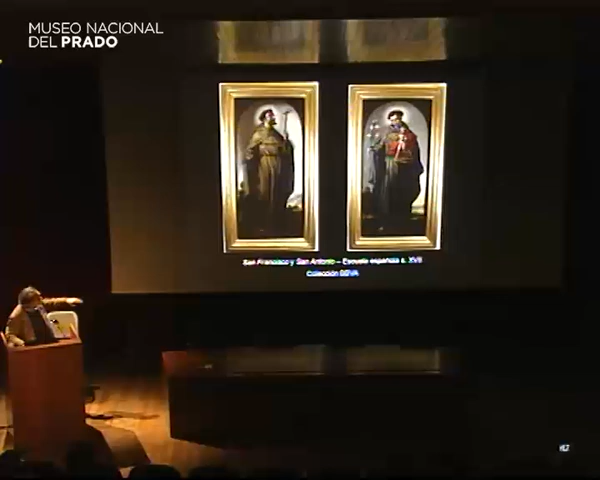 MUSEO NACIONAL
DEL PRADO
San Francisco y San Antonio – Escuela española s. XVII
Colección BBVA